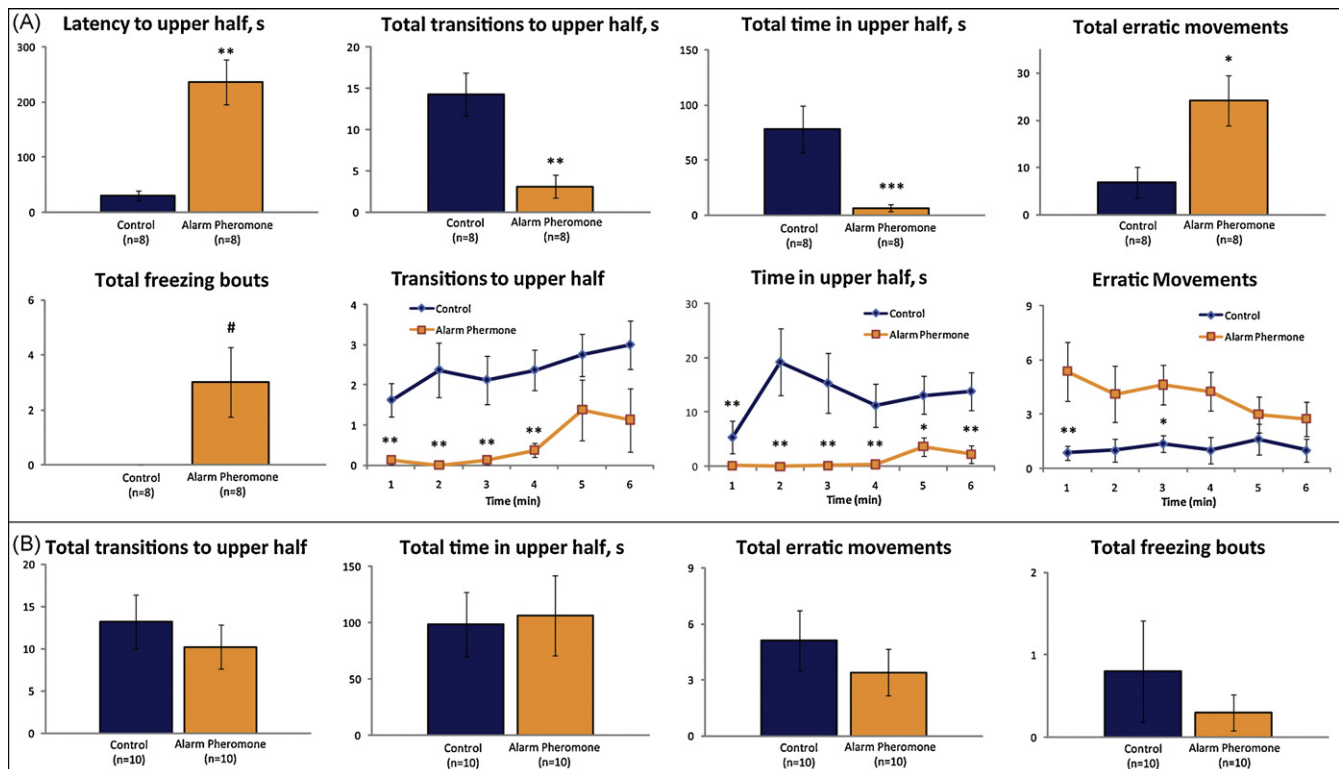 (A)
Latency to upper half, s
300
200
100
0
**
Control
(n=8)
Alarm Pheromone
(n=8)
Total transitions to upper half, s
20
15
10
5
0
**
Control
(n=8)
Alarm Pheromone
(n=8)
Total time in upper half, s
150
100
50
0
***
Control
(n=8)
Alarm Pheromone
(n=8)
Total erratic movements
30
20
10
0
*
Control
(n=8)
Alarm Pheromone
(n=8)
Total freezing bouts
6
4
2
0
#
Control
(n=8)
Alarm Pheromone
(n=8)
Transitions to upper half
Control
Alarm Phermone
4
3
2
1
0
** ** ** **
1 2 3 4 5 6
Time (min)
Time in upper half, s
Control
Alarm Phermone
30
20
10
0
** ** ** ** * **
1 2 3 4 5 6
Time (min)
Erratic Movements
Control
Alarm Phermone
9
6
3
0
** *
1 2 3 4 5 6
Time (min)
(B)
Total transitions to upper half
20
15
10
5
0
Control
(n=10)
Alarm Pheromone
(n=10)
Total time in upper half, s
150
100
50
0
Control
(n=10)
Alarm Pheromone
(n=10)
Total erratic movements
9
6
3
0
Control
(n=10)
Alarm Pheromone
(n=10)
Total freezing bouts
2
1
0
Control
(n=10)
Alarm Pheromone
(n=10)